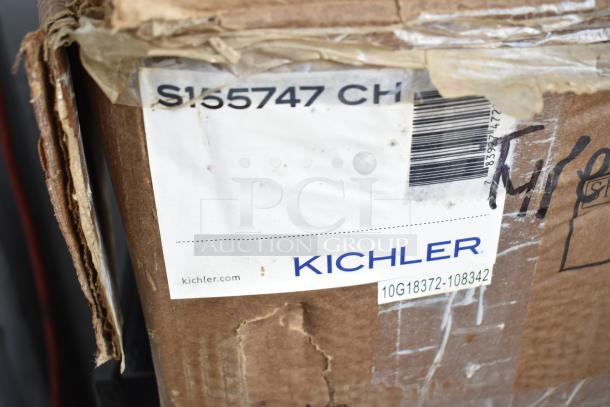 S155747 CH
PCI
AUCTION GROUP
kichler.com
KICHLER
10G18372-108342